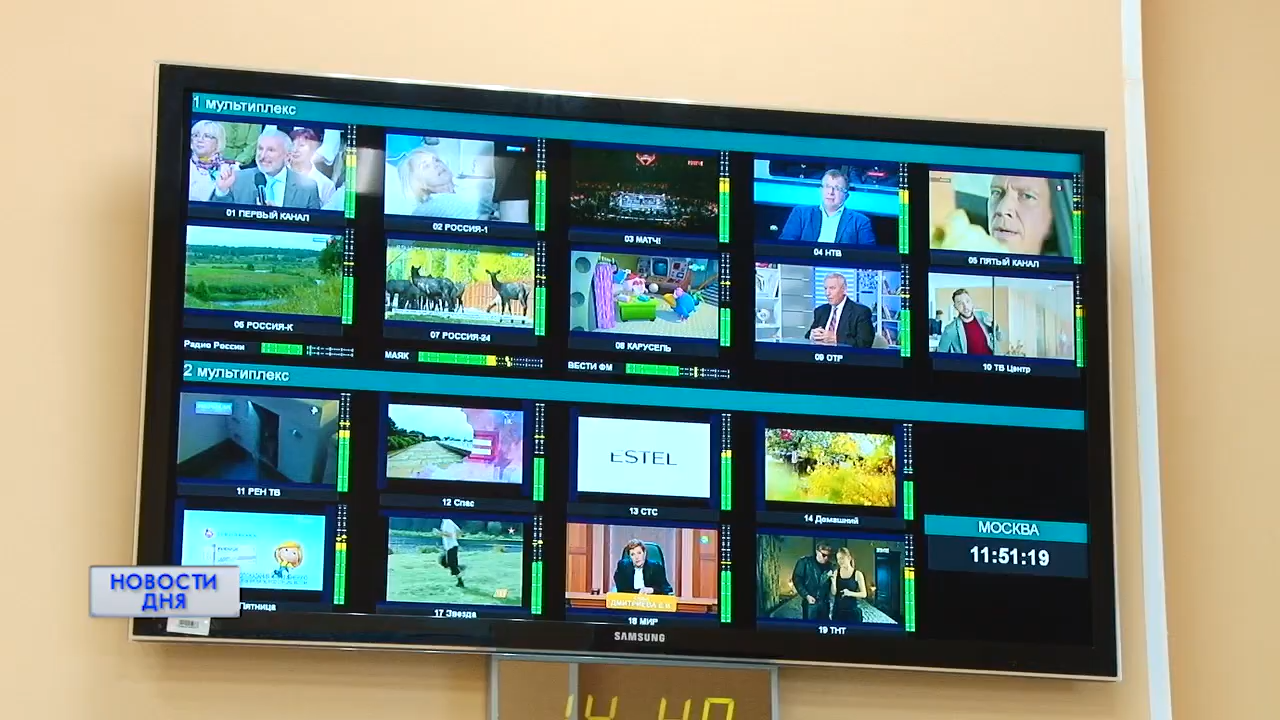 1 мультиплекс
01 ПЕРВЫЙ КАНАЛ
02 РОССИЯ-1
03 МАТЧ!
04 НТВ
05 ПЯТЫЙ КАНАЛ
06 РОССИЯ-К
07 РОССИЯ-24
08 КАРУСЕЛЬ
09 ОТР
10 ТВ Центр
Радио России
МАЯК
ВЕСТИ ФМ
2 мультиплекс
11 РЕН ТВ
12 Спас
ESTEL
13 СТС
14 Домашний
МОСКВА
11:51:19
Пятница
17 Звезда
ДМИТРИЕВА Е.В.
18 МИР
19 ТНТ
НОВОСТИ
ДНЯ
SAMSUNG
14 40